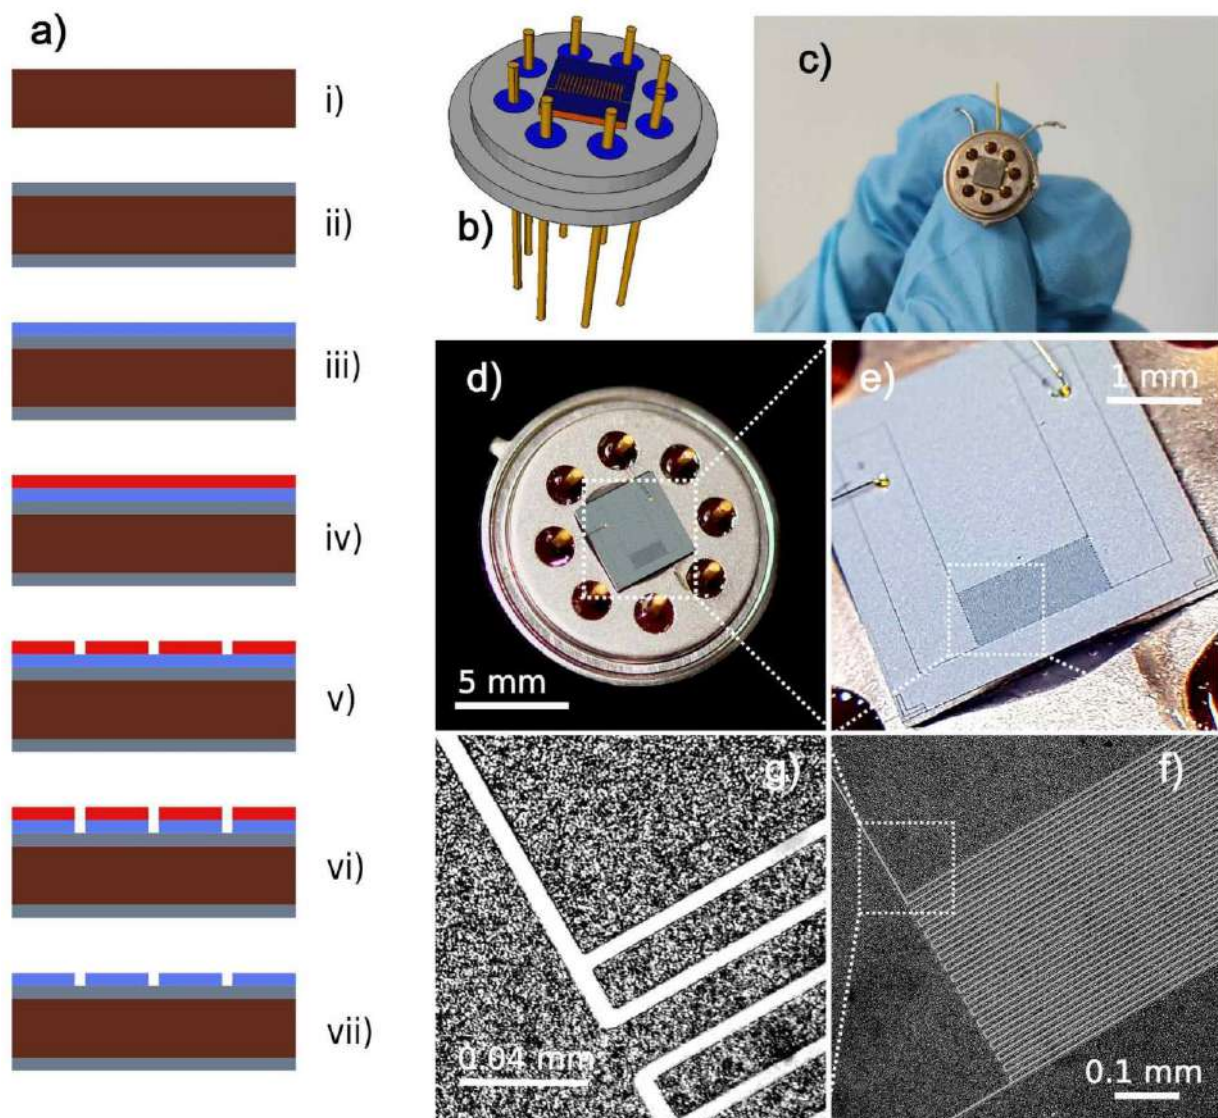 a)
i)
ii)
iii)
iv)
v)
vi)
vii)
b)
c)
d)
5 mm
e)
1 mm
g)
0.04 mm
f)
0.1 mm